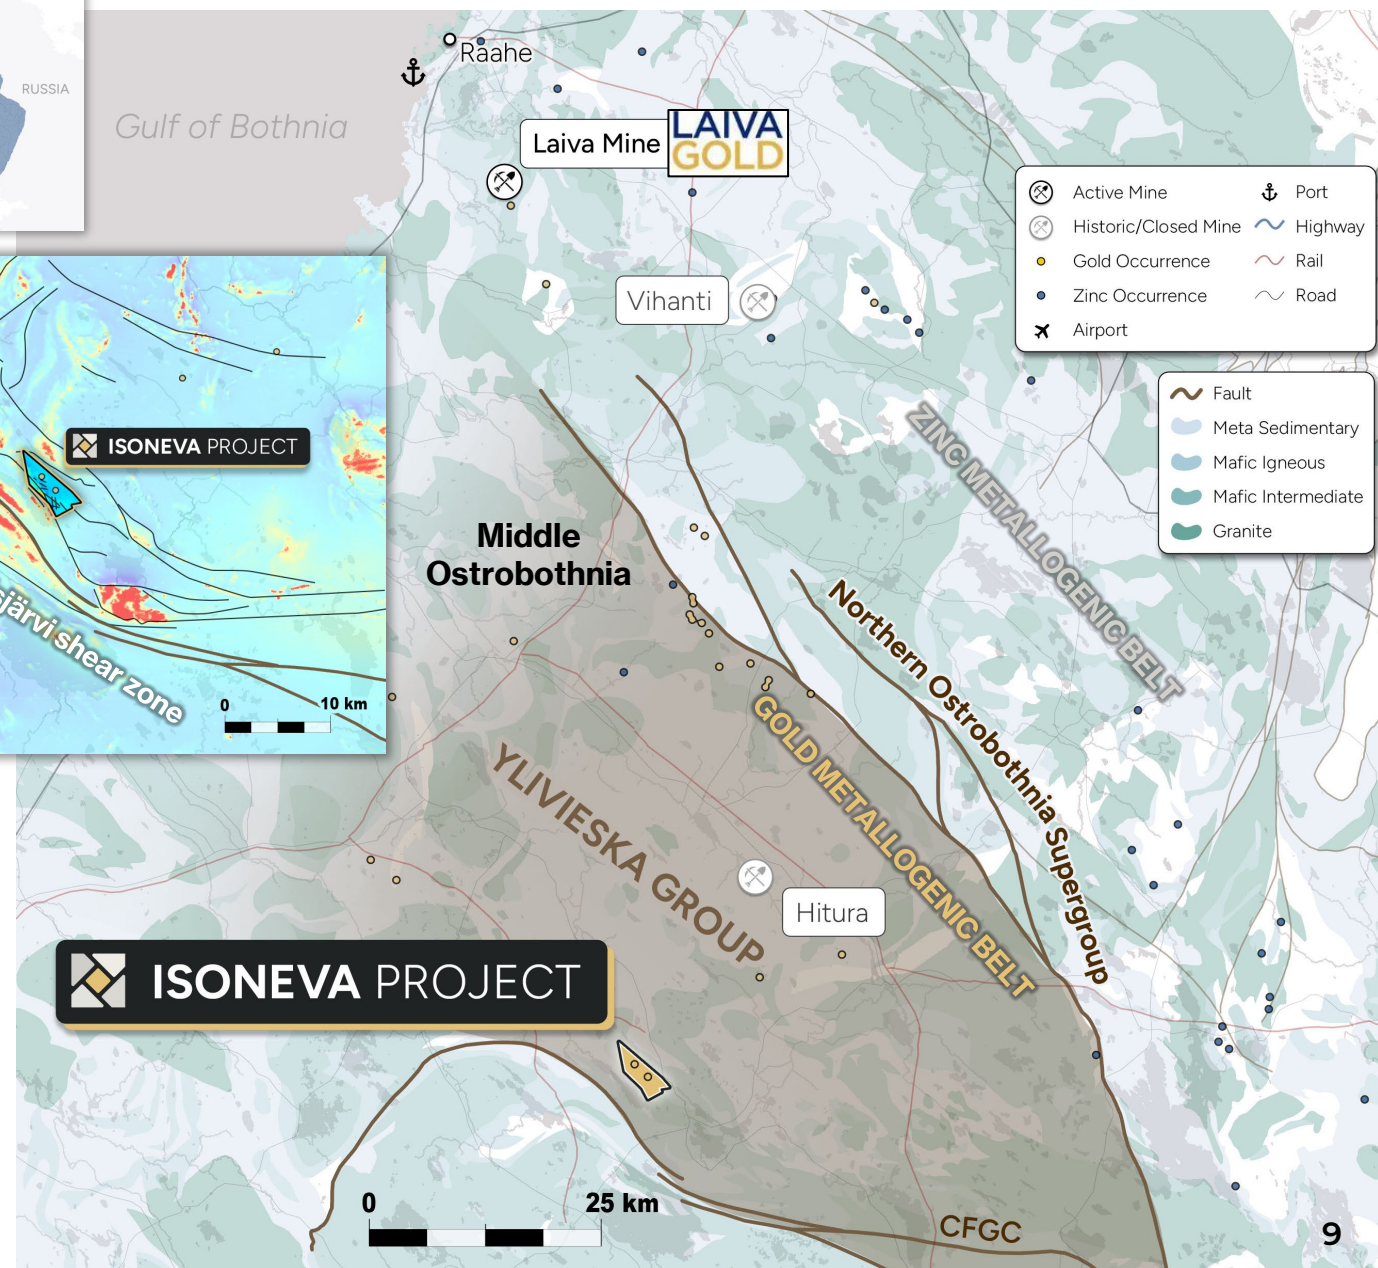 RUSSIA
Gulf of Bothnia
Raahe
Laiva Mine
LAIVA
GOLD
Active Mine
Historic/Closed Mine
Gold Occurrence
Zinc Occurrence
Airport
Port
Highway
Rail
Road
Vihanti
Fault
Meta Sedimentary
Mafic Igneous
Mafic Intermediate
Granite
ISONEVA PROJECT
shear zone
0 10 km
Middle
Ostrobothnia
ZINC METALLOGENIC BELT
Northern Ostrobothnia Supergroup
GOLD METALLOGENIC BELT
YLIVIESKA GROUP
Hitura
ISONEVA PROJECT
0 25 km
CFGC
9